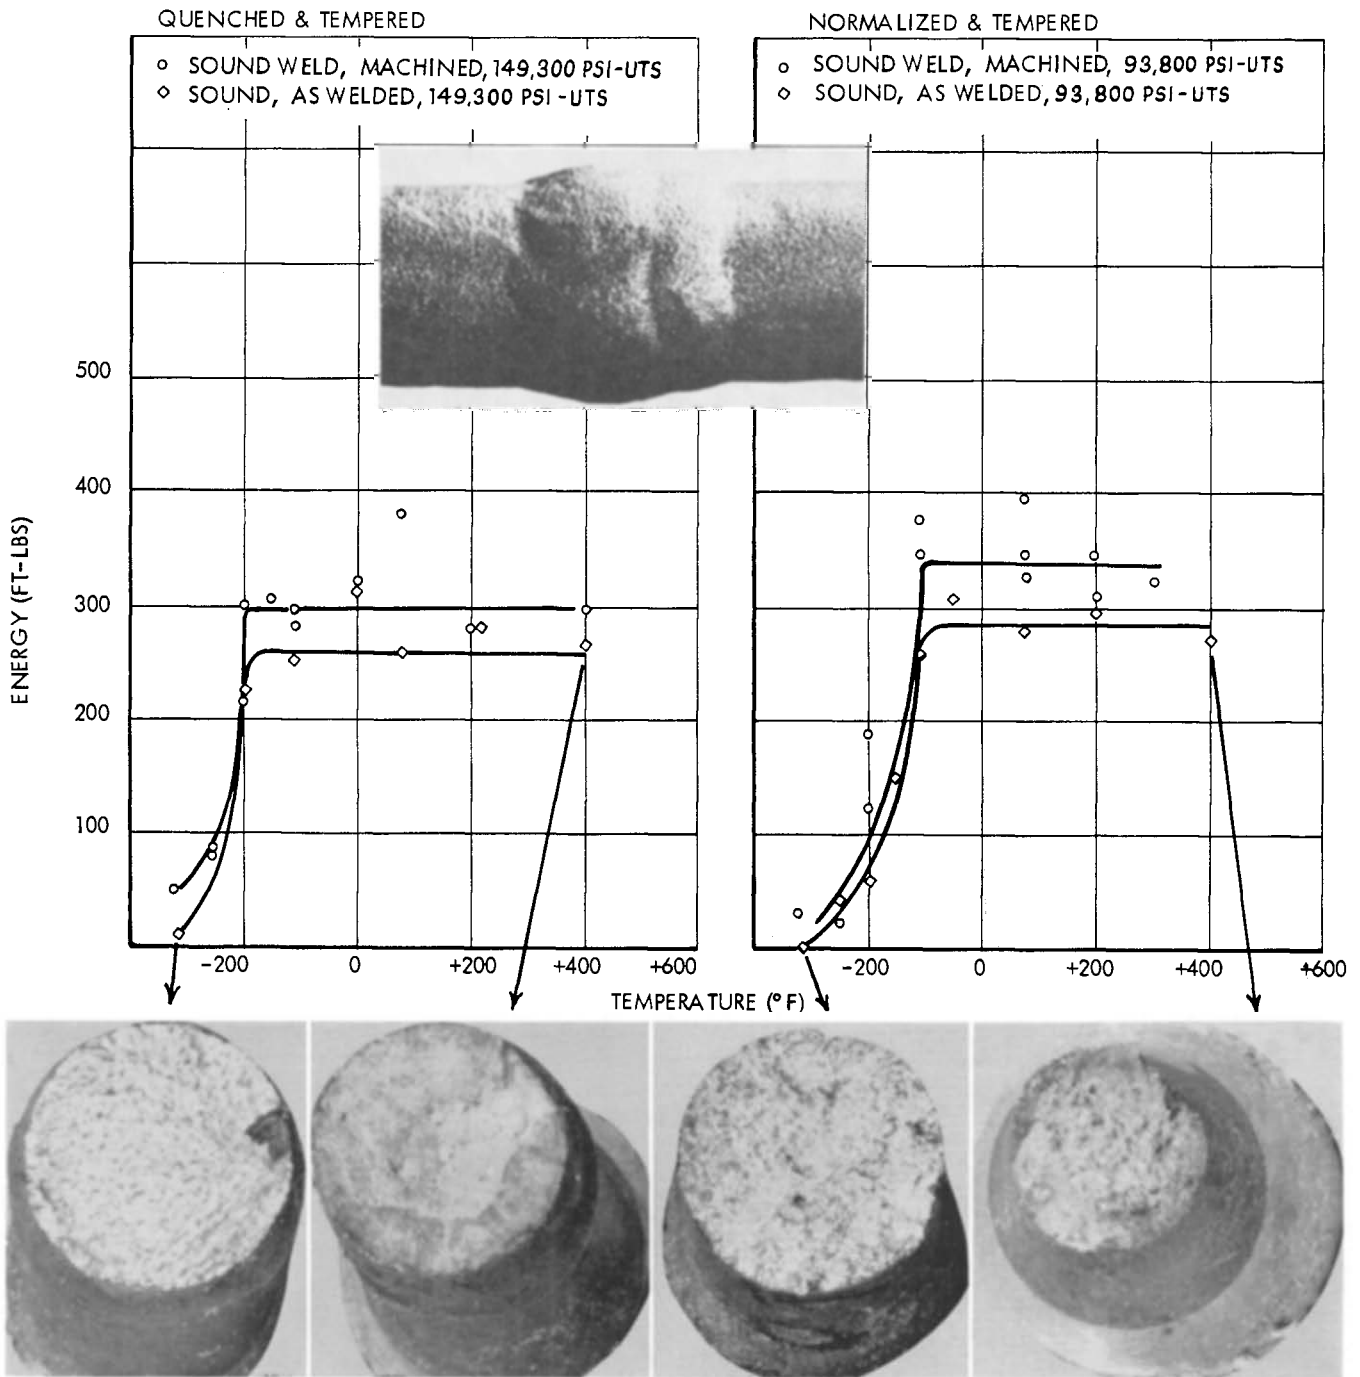 QUENCHED & TEMPERED
SOUND WELD, MACHINED, 149,300 PSI-UTS
SOUND, AS WELDED, 149,300 PSI-UTS
NORMALIZED & TEMPERED
SOUND WELD, MACHINED, 93,800 PSI-UTS
SOUND, AS WELDED, 93,800 PSI-UTS
ENERGY (FT-LBS)
500
400
300
200
100
-200 0 +200 +400 +600
-200 0 +200 +400 +600
TEMPERATURE (°F)